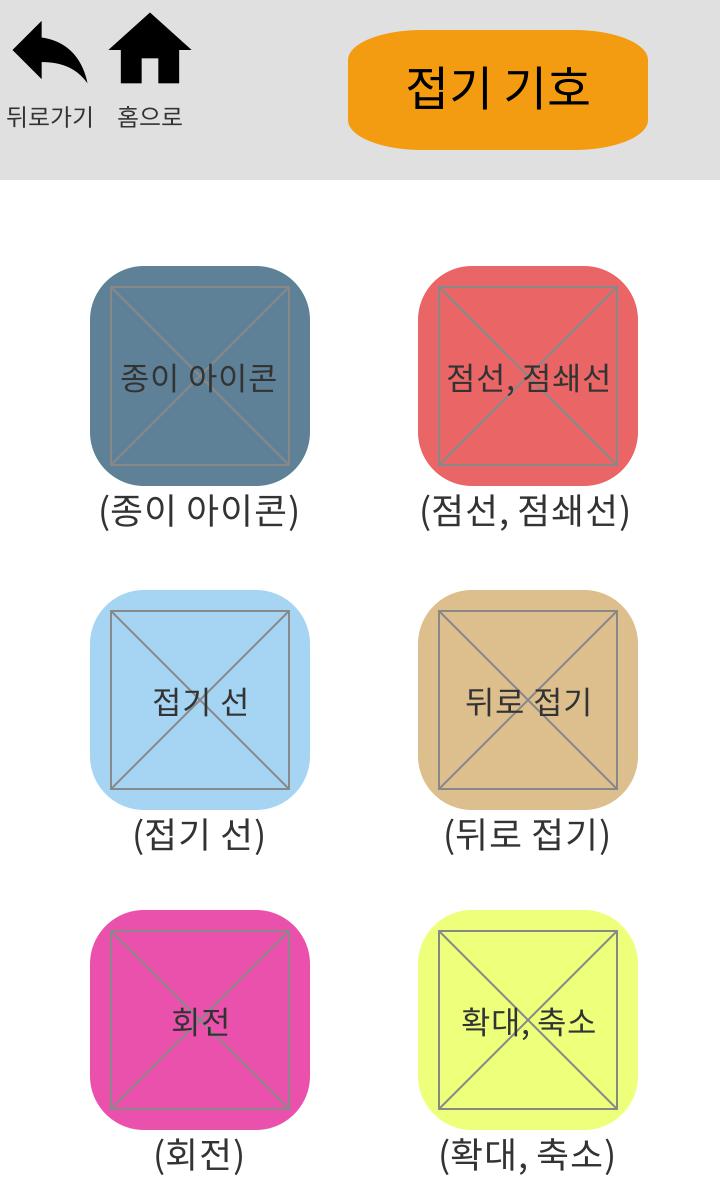 뒤로가기
홈으로
접기 기호
종이 아이콘
점선, 점쇄선
(종이 아이콘)
(점선, 점쇄선)
접기 선
뒤로 접기
(접기 선)
(뒤로 접기)
회전
확대, 축소
(회전)
(확대, 축소)